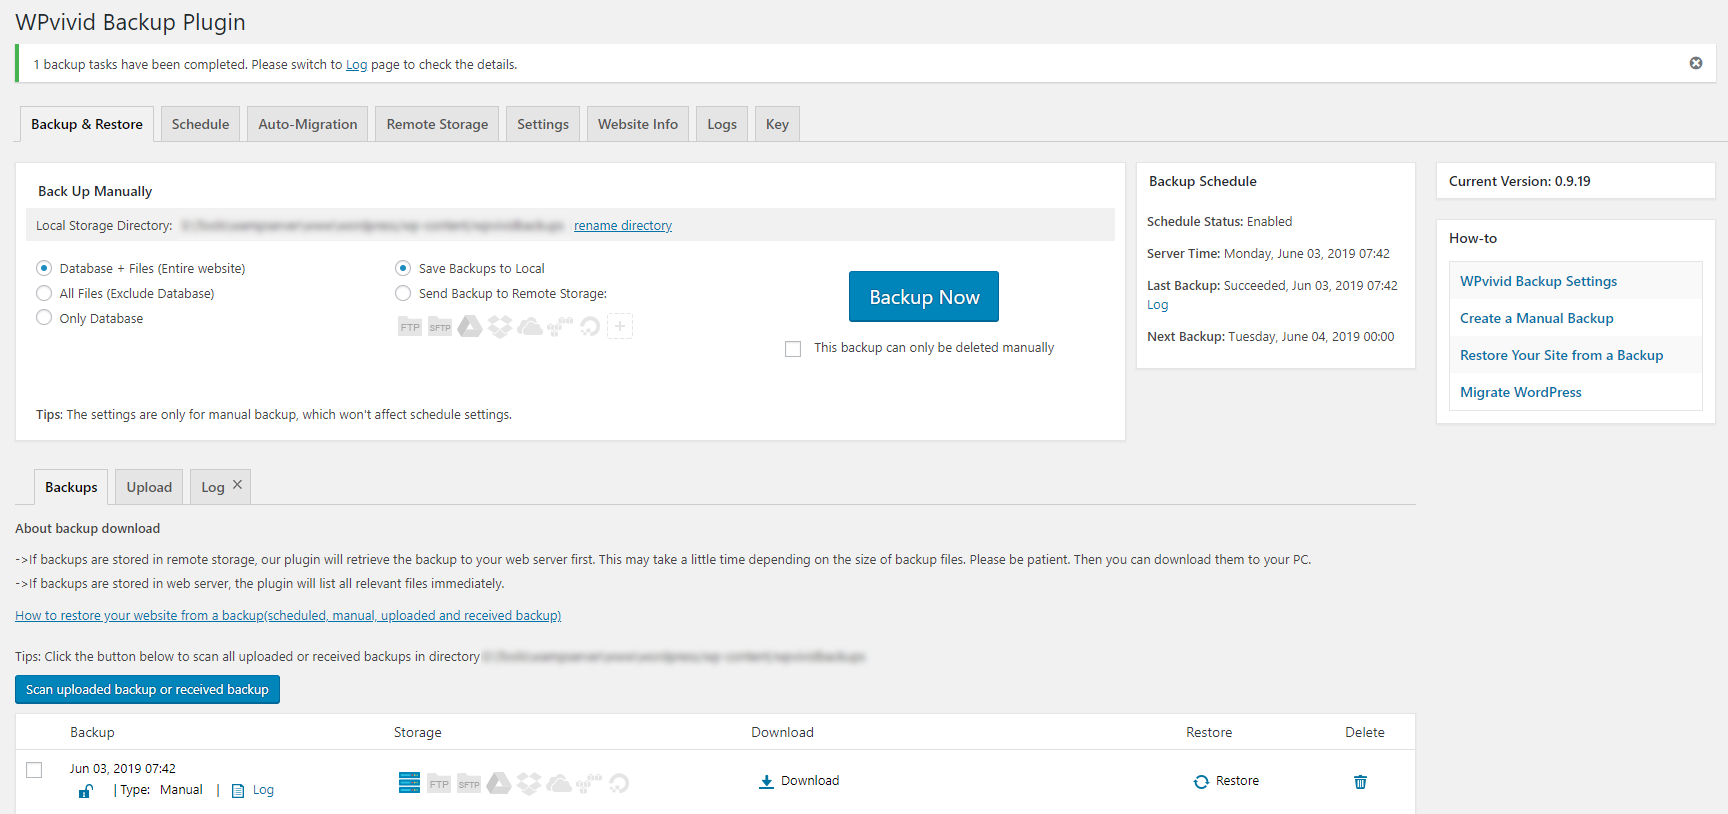 WPvivid Backup Plugin
1 backup tasks have been completed. Please switch to Log page to check the details.
Backup & Restore
Schedule
Auto-Migration
Remote Storage
Settings
Website Info
Logs
Key
Back Up Manually
Local Storage Directory: rename directory
Database + Files (Entire website)
All Files (Exclude Database)
Only Database
Save Backups to Local
Send Backup to Remote Storage:
FTP SFTP
Backup Now
This backup can only be deleted manually
Tips: The settings are only for manual backup, which won't affect schedule settings.
Backup Schedule
Schedule Status: Enabled
Server Time: Monday, June 03, 2019 07:42
Last Backup: Succeeded, Jun 03, 2019 07:42
Log
Next Backup: Tuesday, June 04, 2019 00:00
Current Version: 0.9.19
How-to
WPvivid Backup Settings
Create a Manual Backup
Restore Your Site from a Backup
Migrate WordPress
Backups
Upload
Log
About backup download
->If backups are stored in remote storage, our plugin will retrieve the backup to your web server first. This may take a little time depending on the size of backup files. Please be patient. Then you can download them to your PC.
->If backups are stored in web server, the plugin will list all relevant files immediately.
How to restore your website from a backup(scheduled, manual, uploaded and received backup)
Tips: Click the button below to scan all uploaded or received backups in directory
Scan uploaded backup or received backup
Backup Storage Download Restore Delete
Jun 03, 2019 07:42
| Type: Manual | Log
FTP SFTP
Download
Restore